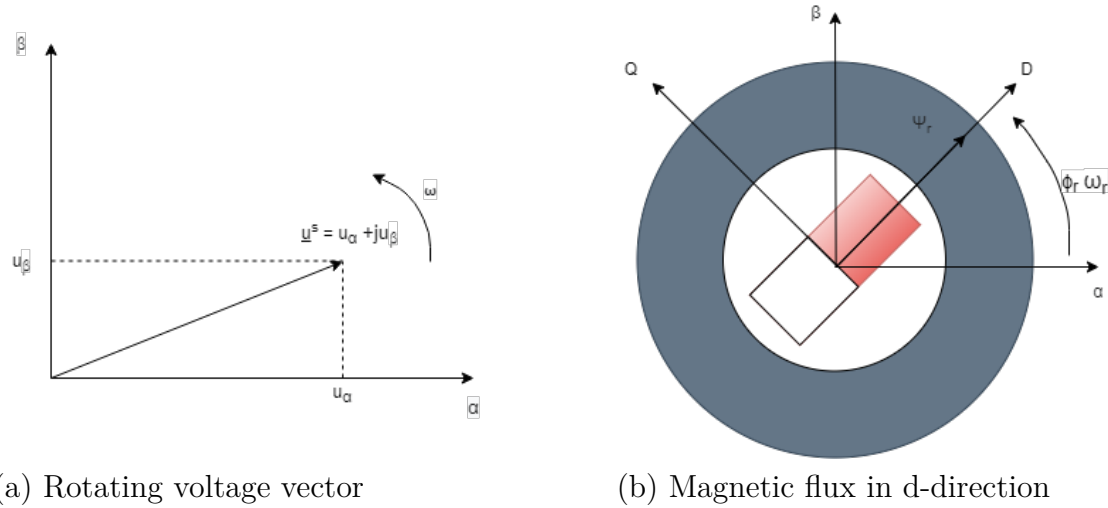 β
ω
u̲ˢ = u_α +ju_β
u_β
u_α
α
β
Q
D
Ψ_r
ϕ_r ω_r
α
(a) Rotating voltage vector
(b) Magnetic flux in d-direction